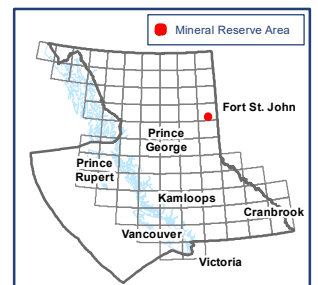 Mineral Reserve Area
Fort St. John
Prince
George
Prince
Rupert
Kamloops
Cranbrook
Vancouver
Victoria